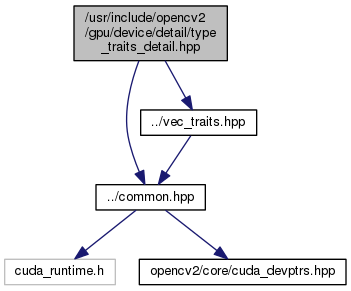 /usr/include/opencv2
/gpu/device/detail/type
_traits_detail.hpp
../vec_traits.hpp
../common.hpp
cuda_runtime.h
opencv2/core/cuda_devptrs.hpp